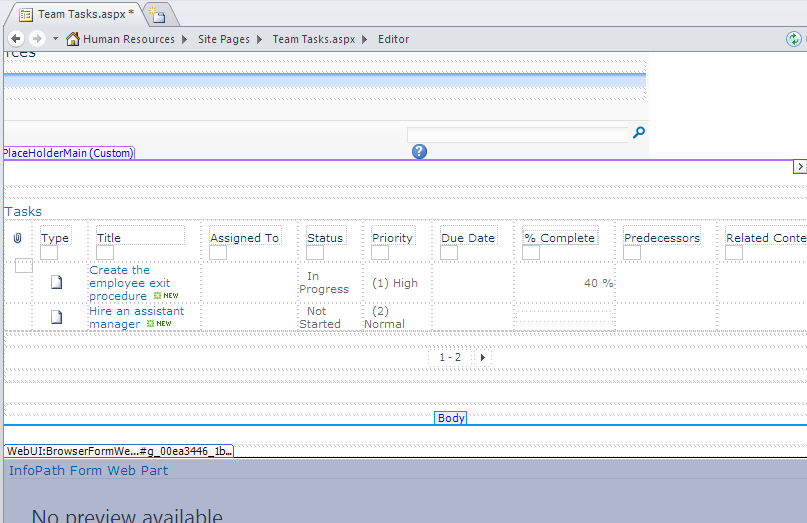 Team Tasks.aspx *
Human Resources Site Pages Team Tasks.aspx Editor
rces
PlaceHolderMain (Custom)
Tasks
Type Title Assigned To Status Priority Due Date % Complete Predecessors Related Conte
Create the employee exit procedure NEW In Progress (1) High 40 %
Hire an assistant manager NEW Not Started (2) Normal
1 - 2
Body
WebUI:BrowserFormWe...#g_00ea3446_1b...
InfoPath Form Web Part
No preview available